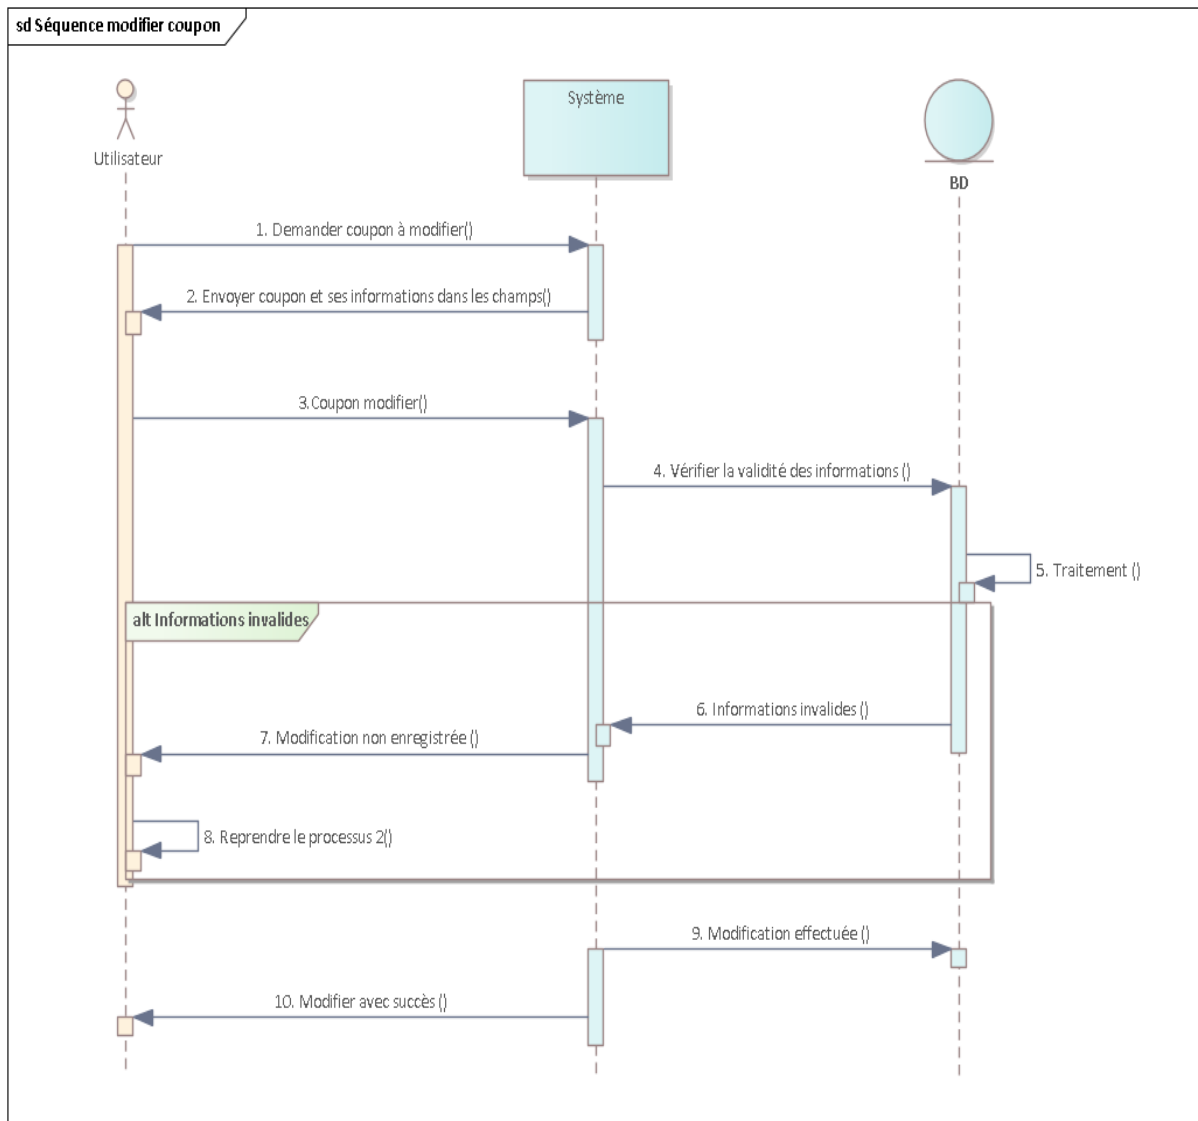 sd Séquence modifier coupon
Système
Utilisateur
BD
1. Demander coupon à modifier()
2. Envoyer coupon et ses informations dans les champs()
3.Coupon modifier()
4. Vérifier la validité des informations ()
5. Traitement ()
alt Informations invalides
6. Informations invalides ()
7. Modification non enregistrée ()
8. Reprendre le processus 2()
9. Modification effectuée ()
10. Modifier avec succès ()